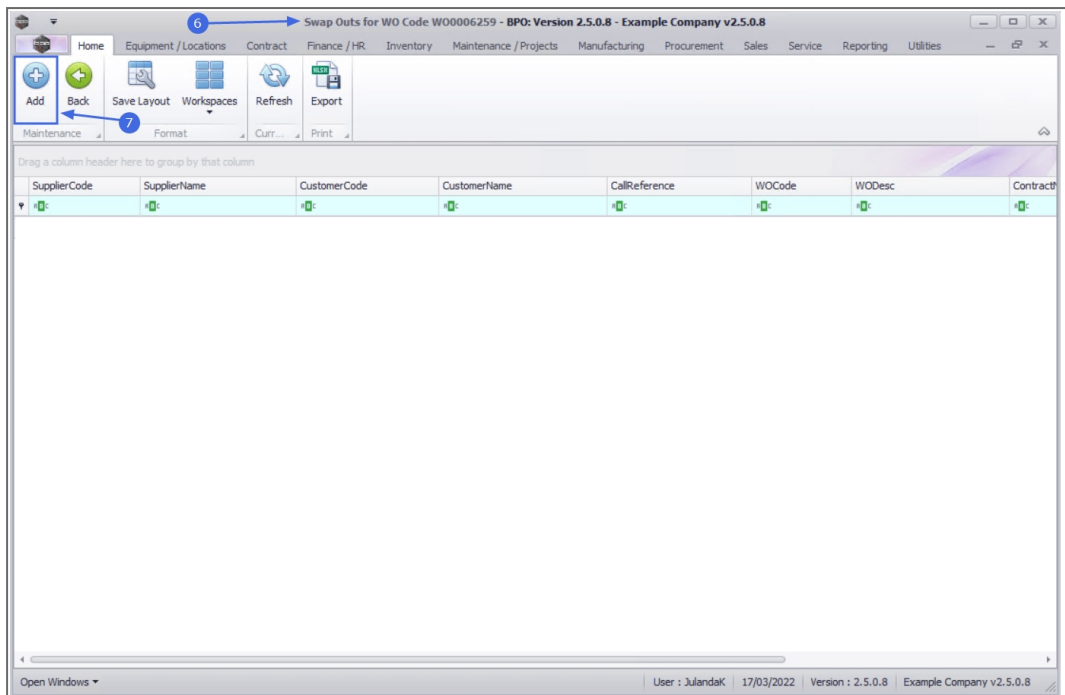 6
Swap Outs for WO Code WO0006259 - BPO: Version 2.5.0.8 - Example Company v2.5.0.8
Home Equipment / Locations Contract Finance / HR Inventory Maintenance / Projects Manufacturing Procurement Sales Service Reporting Utilities
XLSX
Add Back Save Layout Workspaces Refresh Export
7
Maintenance Format Curr... Print
Drag a column header here to group by that column
SupplierCode SupplierName CustomerCode CustomerName CallReference WOCode WODesc ContractN
Open Windows User : JulandaK 17/03/2022 Version : 2.5.0.8 Example Company v2.5.0.8